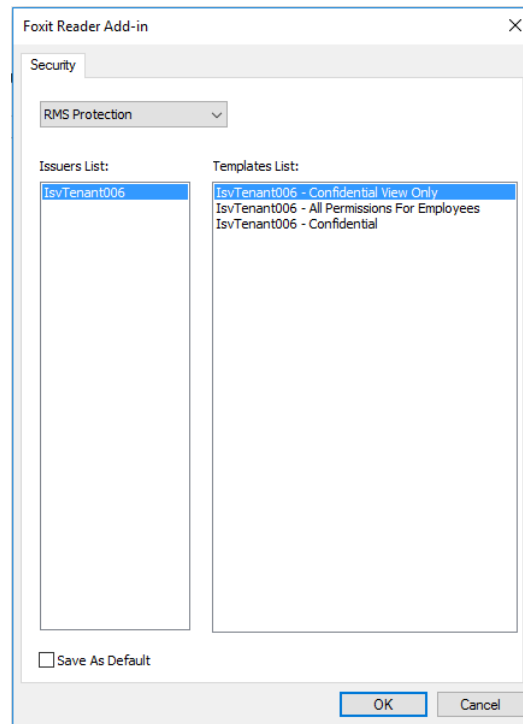 Foxit Reader Add-in
Security
RMS Protection
Issuers List:
Templates List:
IsvTenant006
IsvTenant006 - Confidential View Only
IsvTenant006 - All Permissions For Employees
IsvTenant006 - Confidential
Save As Default
OK
Cancel